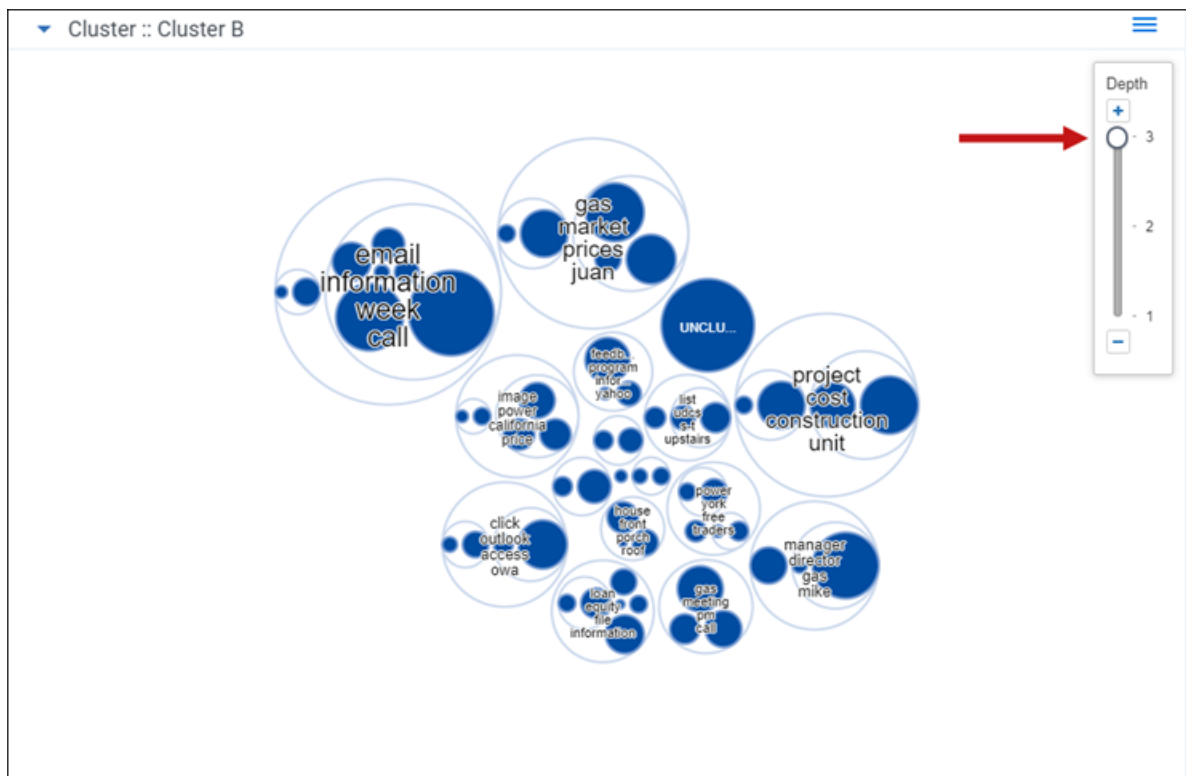 Cluster :: Cluster B
Depth
+
- 3
- 2
- 1
−
gas
market
prices
juan
email
information
week
call
UNCLU...
feedb...
program
infor...
yahoo
project
cost
construction
unit
image
power
california
price
list
udcs
s-t
upstairs
power
york
free
traders
house
front
porch
roof
click
outlook
access
owa
manager
director
gas
mike
loan
equity
file
information
gas
meeting
pm
call